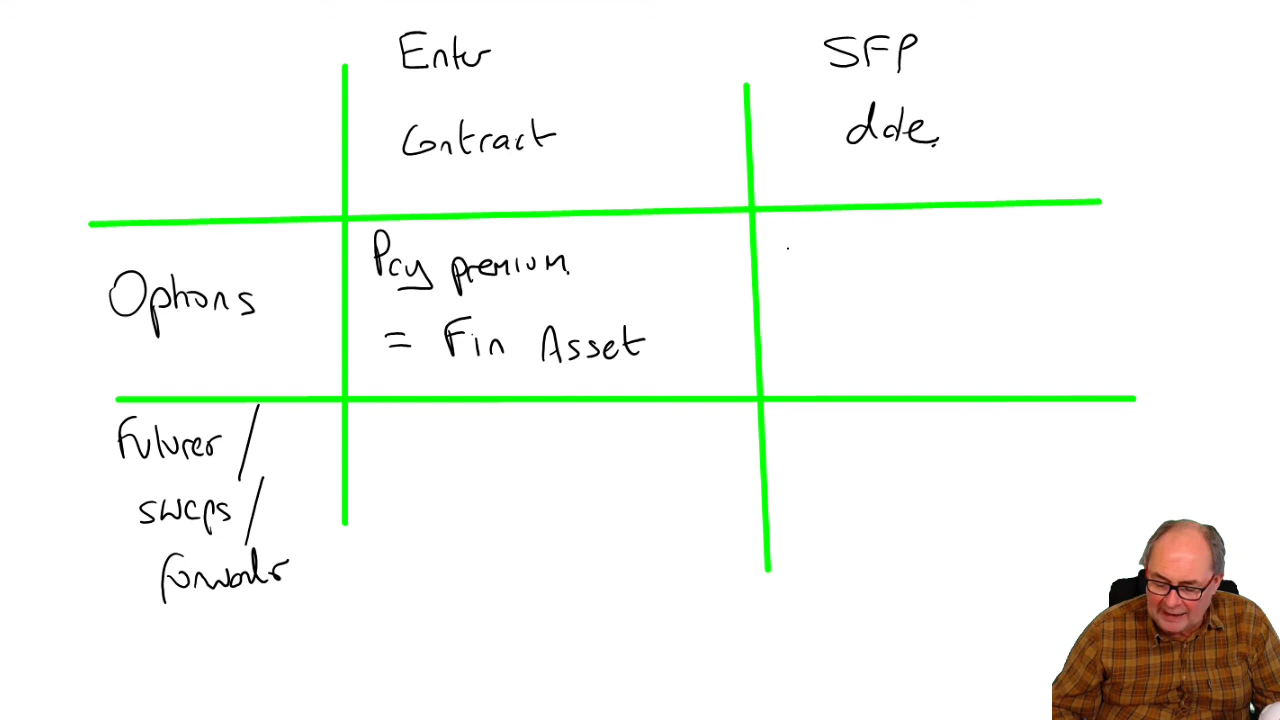 Enter
Contract
SFP
date.
Options
Pay premium
= Fin Asset
Futures /
swaps /
forwards